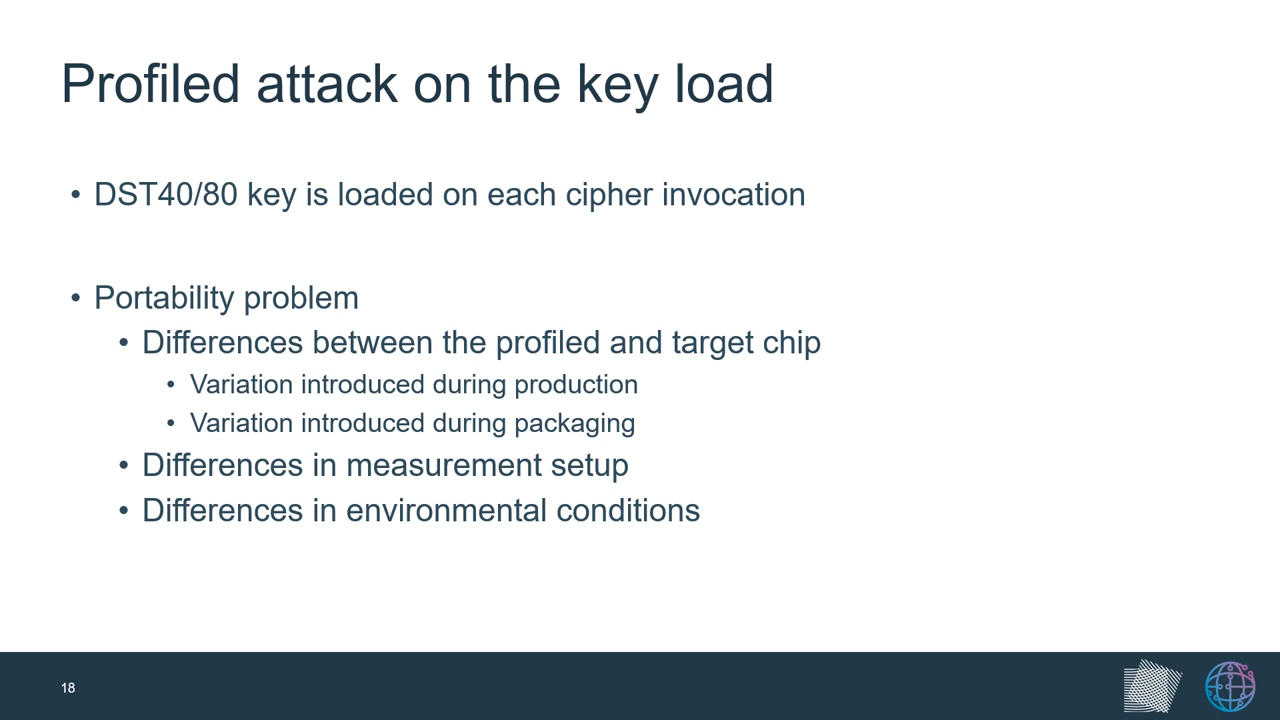 Profiled attack on the key load
• DST40/80 key is loaded on each cipher invocation
• Portability problem
• Differences between the profiled and target chip
• Variation introduced during production
• Variation introduced during packaging
• Differences in measurement setup
• Differences in environmental conditions
18